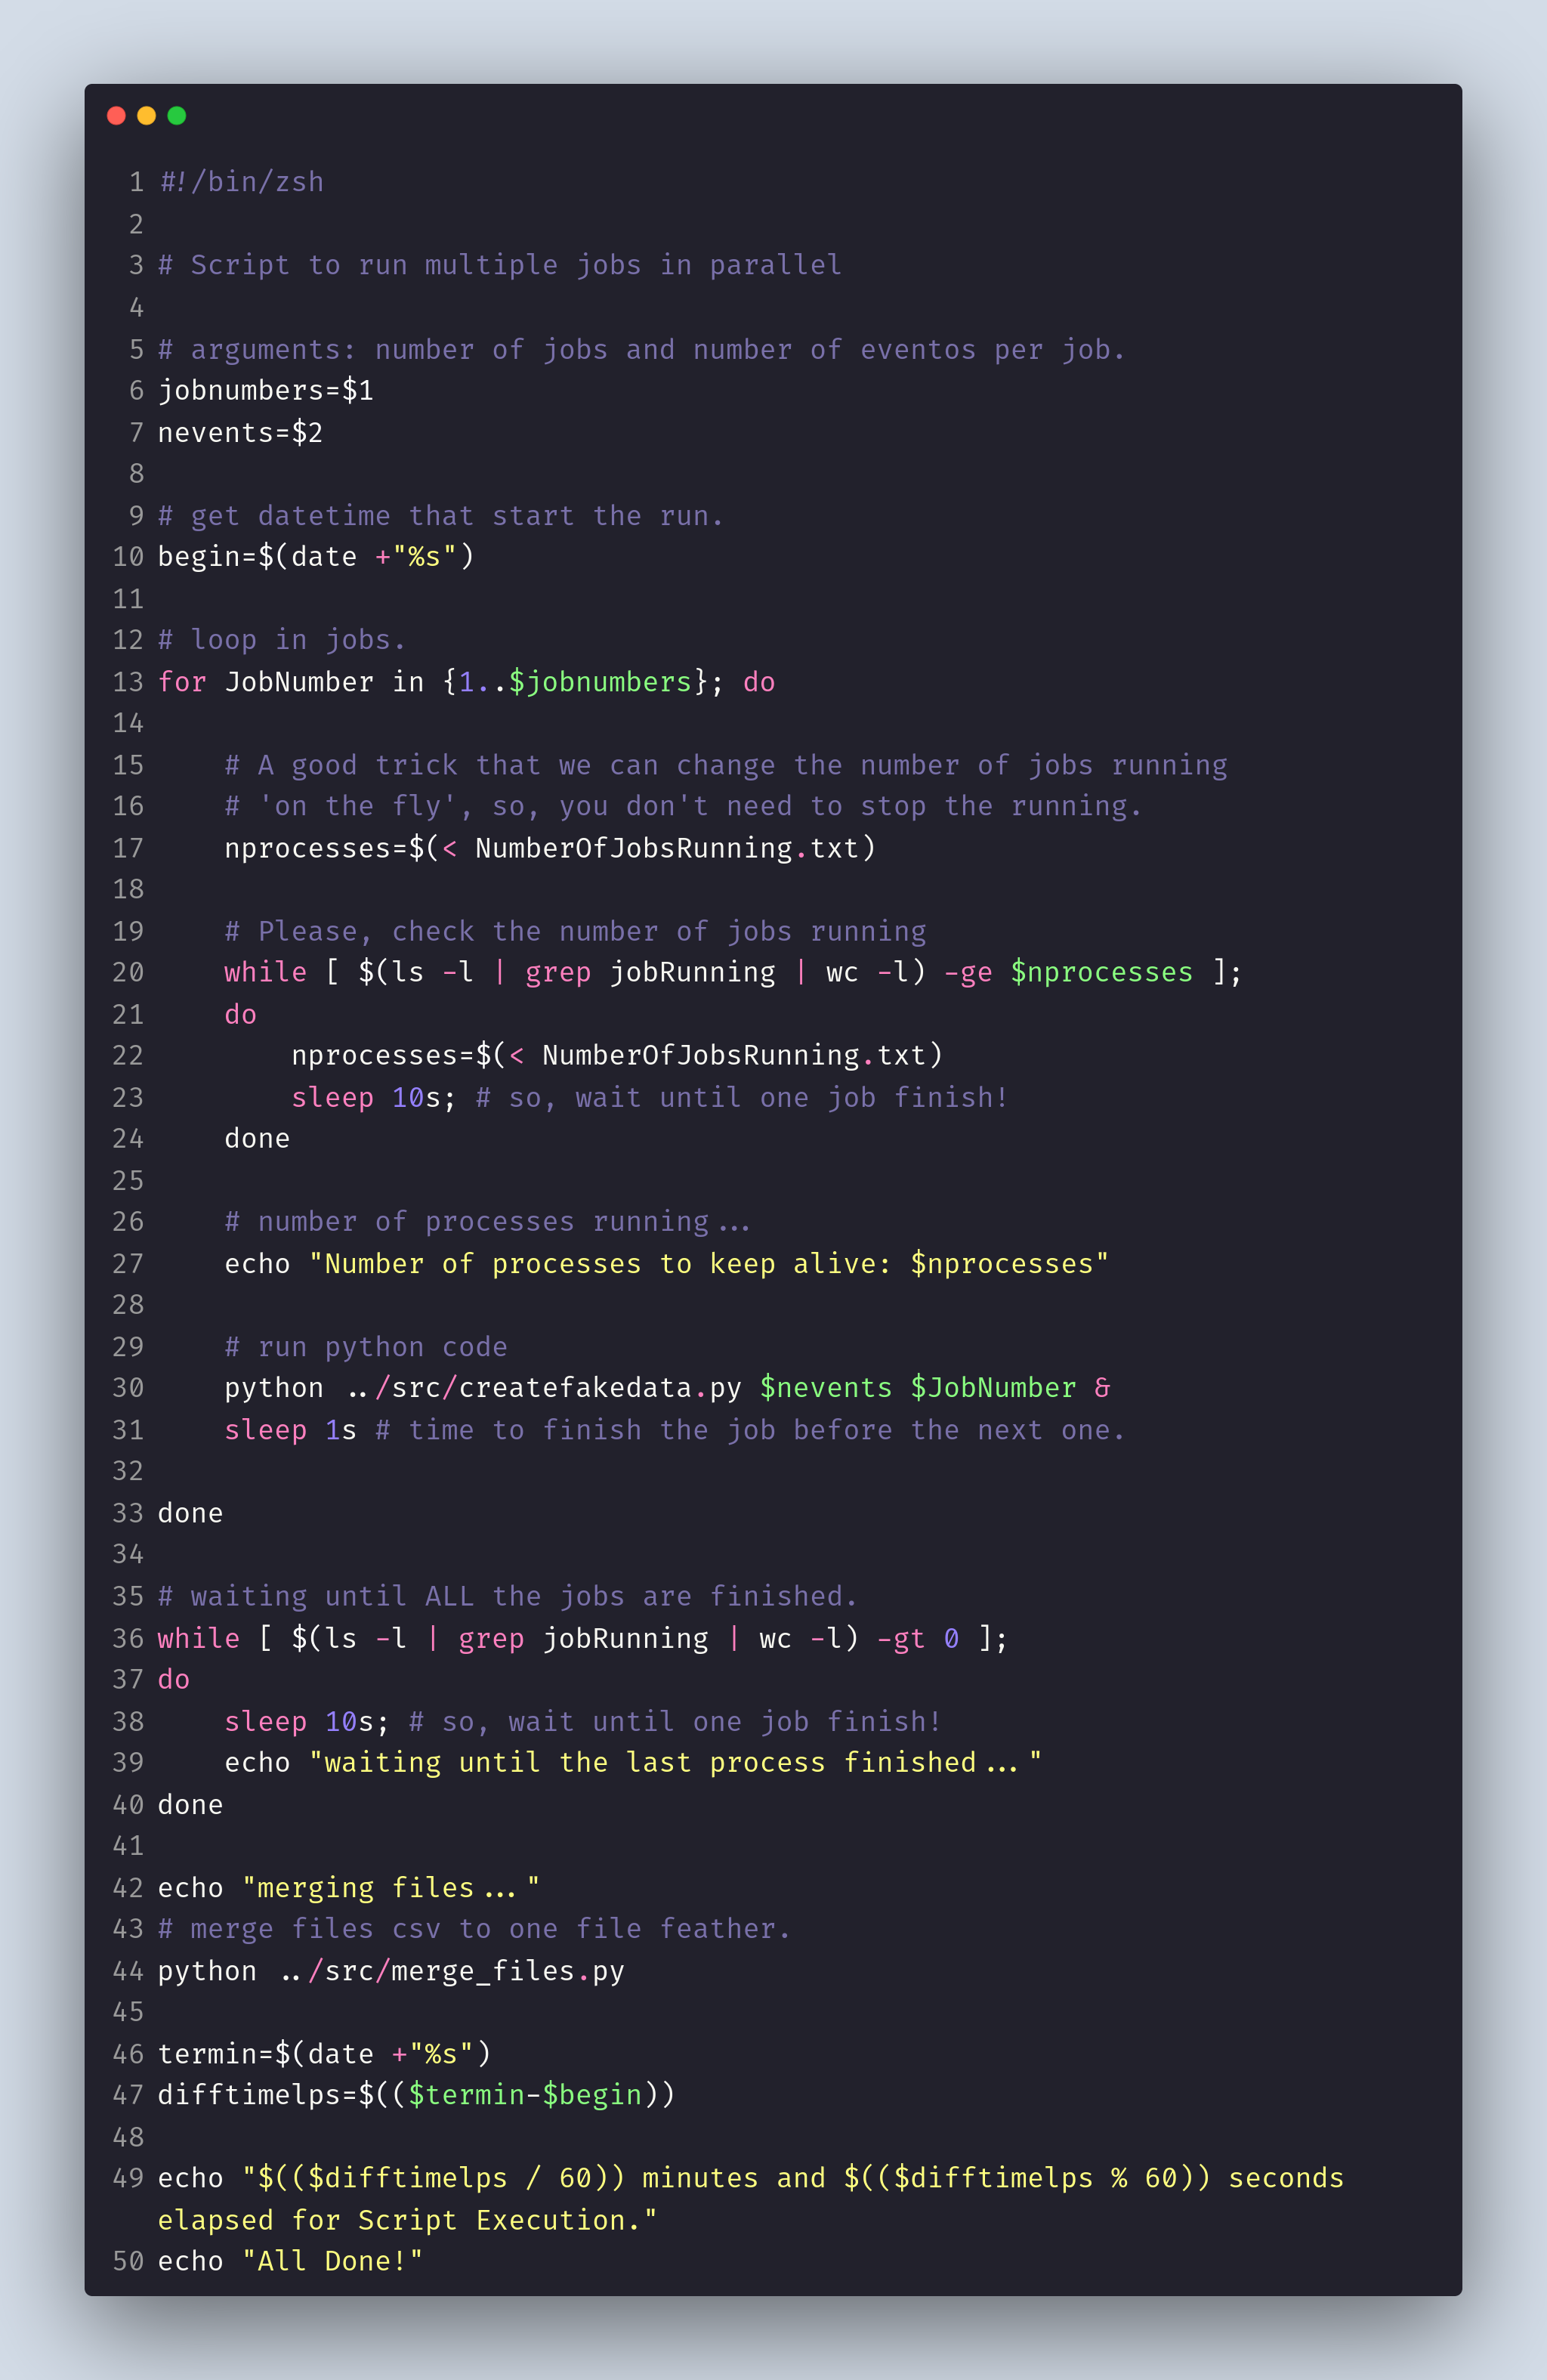 1 #!/bin/zsh
2
3 # Script to run multiple jobs in parallel
4
5 # arguments: number of jobs and number of eventos per job.
6 jobnumbers=$1
7 nevents=$2
8
9 # get datetime that start the run.
10 begin=$(date +"%s")
11
12 # loop in jobs.
13 for JobNumber in {1..$jobnumbers}; do
14
15     # A good trick that we can change the number of jobs running
16     # 'on the fly', so, you don't need to stop the running.
17     nprocesses=$(< NumberOfJobsRunning.txt)
18
19     # Please, check the number of jobs running
20     while [ $(ls -l | grep jobRunning | wc -l) -ge $nprocesses ];
21     do
22         nprocesses=$(< NumberOfJobsRunning.txt)
23         sleep 10s; # so, wait until one job finish!
24     done
25
26     # number of processes running...
27     echo "Number of processes to keep alive: $nprocesses"
28
29     # run python code
30     python ../src/createfakedata.py $nevents $JobNumber &
31     sleep 1s # time to finish the job before the next one.
32
33 done
34
35 # waiting until ALL the jobs are finished.
36 while [ $(ls -l | grep jobRunning | wc -l) -gt 0 ];
37 do
38     sleep 10s; # so, wait until one job finish!
39     echo "waiting until the last process finished..."
40 done
41
42 echo "merging files..."
43 # merge files csv to one file feather.
44 python ../src/merge_files.py
45
46 termin=$(date +"%s")
47 difftimelps=$(($termin-$begin))
48
49 echo "$(($difftimelps / 60)) minutes and $(($difftimelps % 60)) seconds
elapsed for Script Execution."
50 echo "All Done!"